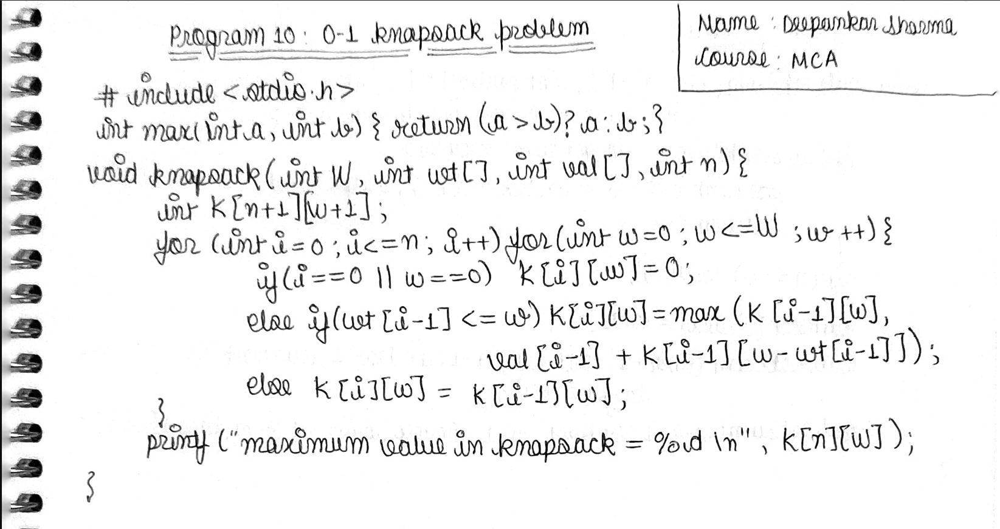 Program 10: 0-1 knapsack problem
Name : Deepankar Sharma
Course : MCA
# include <stdio.h>
int max(int a, int b) { return (a > b)? a : b; }
void knapsack (int W, int wt [], int val [], int n) {
int K [n+1][W+1];
for (int i = 0; i <= n; i++) for (int w = 0; w <= W; w++) {
if (i == 0 || w == 0) K [i][w] = 0;
else if (wt [i-1] <= w) K[i][w] = max (K [i-1][w],
val [i-1] + K [i-1][w - wt [i-1]]);
else K [i][w] = K [i-1][w];
}
printf ("maximum value in knapsack = %d \n", K[n][W]);
}